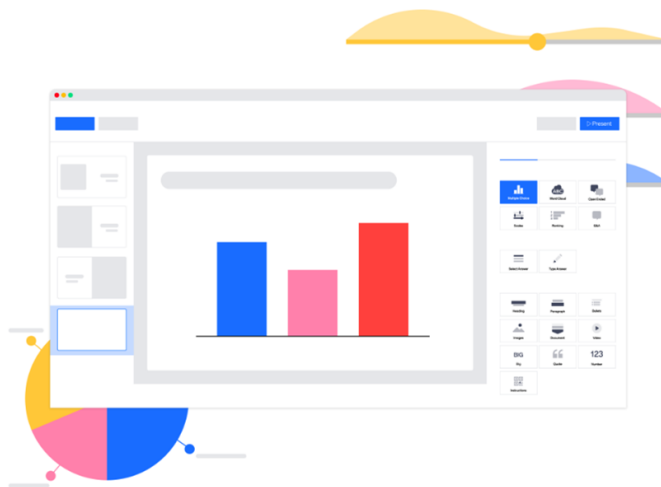 ▷ Present
Multiple Choice
Word Cloud
Open Ended
Scales
Ranking
Q&A
Select Answer
Type Answer
Heading
Paragraph
Bullets
Images
Document
Video
BIG
Big
Quote
123
Number
Instructions